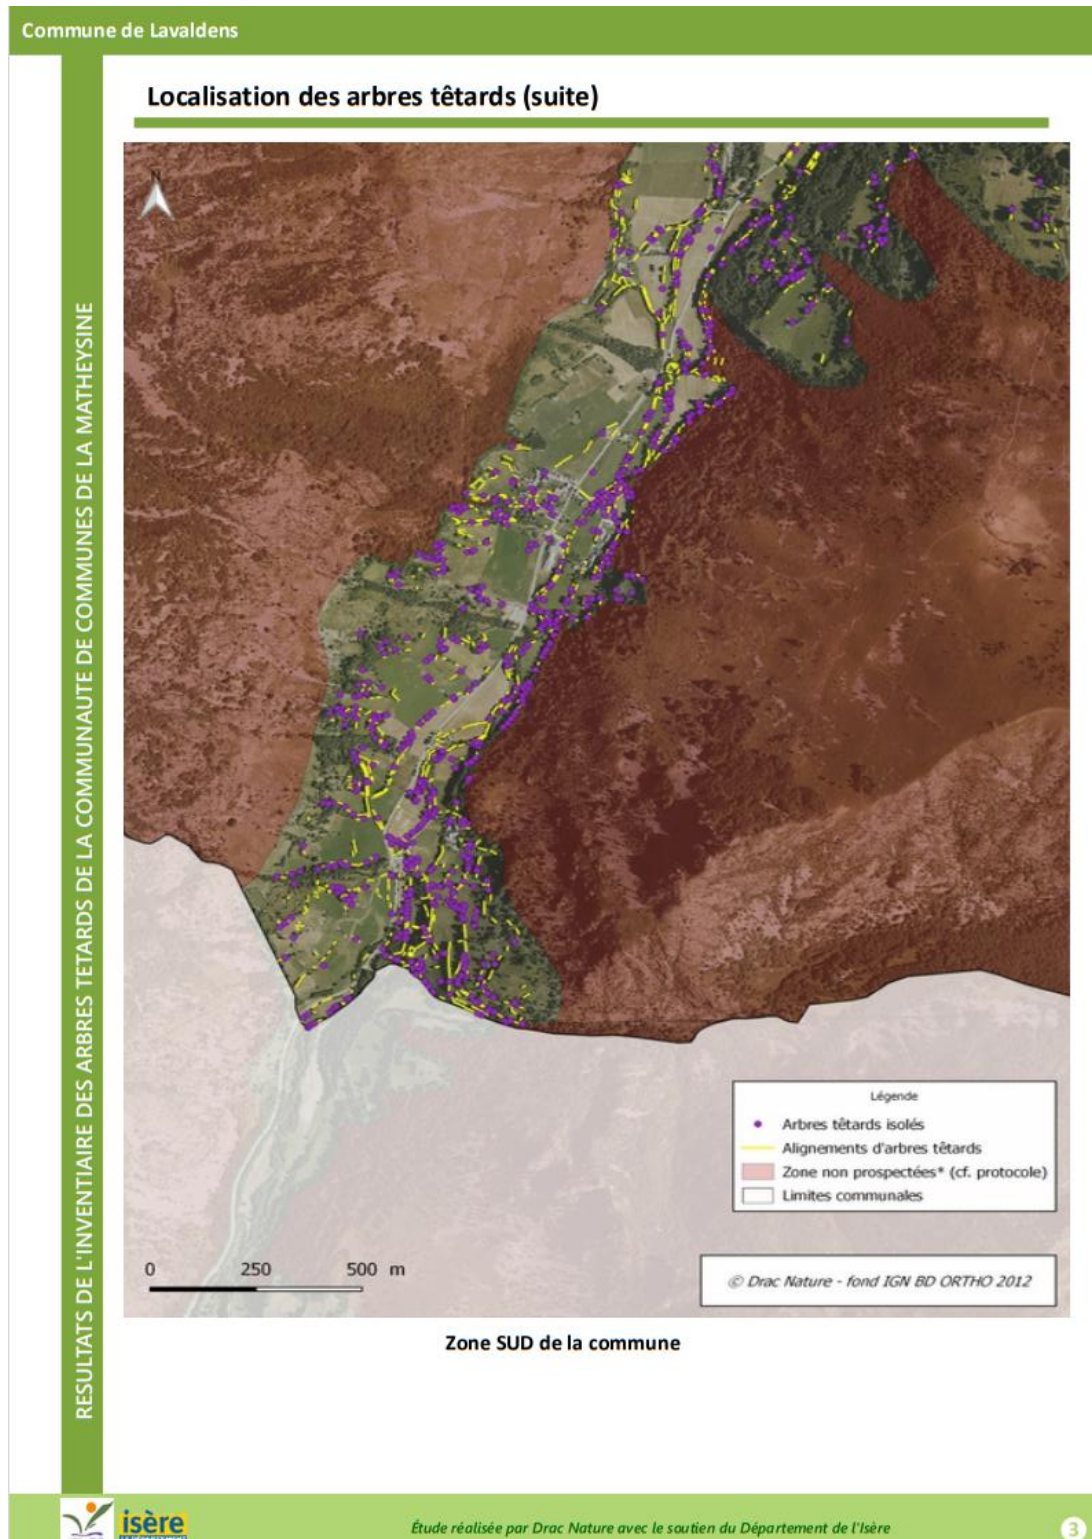 Commune de Lavaldens
Localisation des arbres têtards (suite)
RESULTATS DE L'INVENTIAIRE DES ARBRES TETARDS DE LA COMMUNAUTE DE COMMUNES DE LA MATHEYSINE
N
Légende
Arbres têtards isolés
Alignements d'arbres têtards
Zone non prospectées* (cf. protocole)
Limites communales
0 250 500 m
© Drac Nature - fond IGN BD ORTHO 2012
Zone SUD de la commune
isère
Étude réalisée par Drac Nature avec le soutien du Département de l'Isère
3